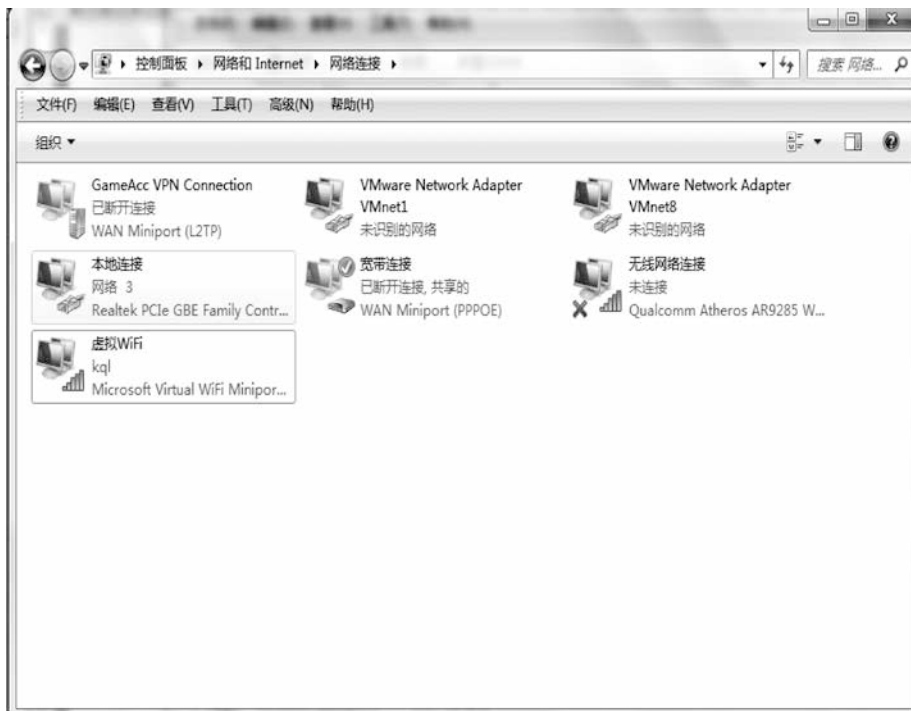 控制面板 ▸ 网络和 Internet ▸ 网络连接 ▸
搜索 网络...
文件(F) 编辑(E) 查看(V) 工具(T) 高级(N) 帮助(H)
组织 ▼
GameAcc VPN Connection
已断开连接
WAN Miniport (L2TP)
VMware Network Adapter
VMnet1
未识别的网络
VMware Network Adapter
VMnet8
未识别的网络
本地连接
网络 3
Realtek PCIe GBE Family Contr...
宽带连接
已断开连接, 共享的
WAN Miniport (PPPOE)
无线网络连接
未连接
Qualcomm Atheros AR9285 W...
虚拟WiFi
kql
Microsoft Virtual WiFi Minipor...